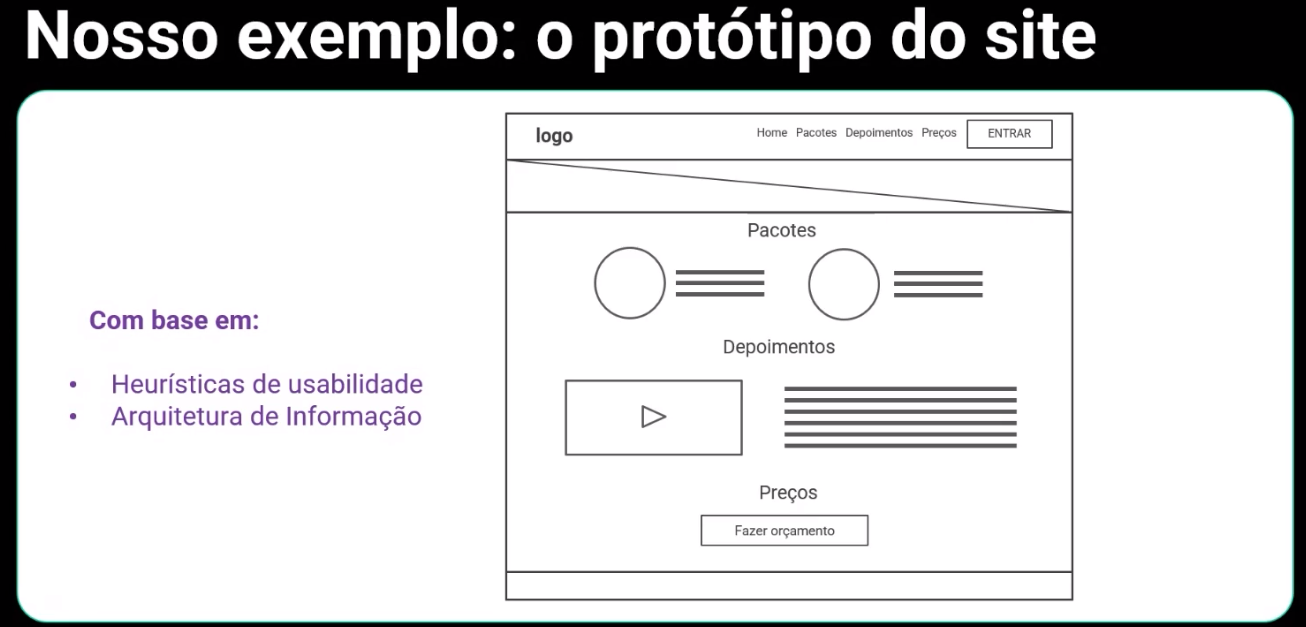 Nosso exemplo: o protótipo do site
logo
Home Pacotes Depoimentos Preços ENTRAR
Pacotes
Depoimentos
Preços
Fazer orçamento
Com base em:
• Heurísticas de usabilidade
• Arquitetura de Informação